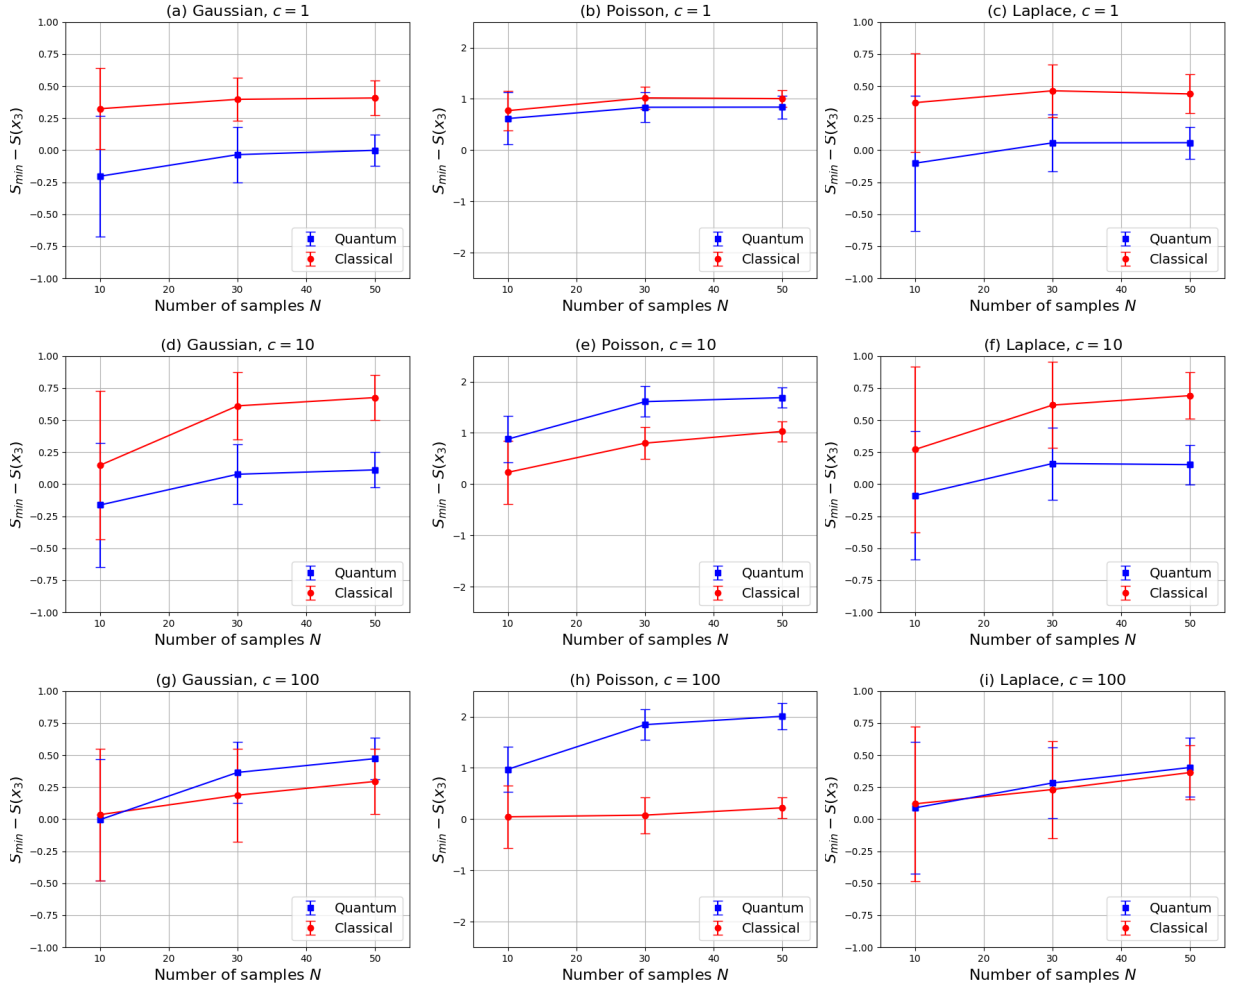 (a) Gaussian, c = 1
1.00
0.75
0.50
0.25
0.00
−0.25
−0.50
−0.75
−1.00
S_min − S(x_3)
Quantum
Classical
10 20 30 40 50
Number of samples N
(b) Poisson, c = 1
2
1
0
−1
−2
S_min − S(x_3)
Quantum
Classical
10 20 30 40 50
Number of samples N
(c) Laplace, c = 1
1.00
0.75
0.50
0.25
0.00
−0.25
−0.50
−0.75
−1.00
S_min − S(x_3)
Quantum
Classical
10 20 30 40 50
Number of samples N
(d) Gaussian, c = 10
1.00
0.75
0.50
0.25
0.00
−0.25
−0.50
−0.75
−1.00
S_min − S(x_3)
Quantum
Classical
10 20 30 40 50
Number of samples N
(e) Poisson, c = 10
2
1
0
−1
−2
S_min − S(x_3)
Quantum
Classical
10 20 30 40 50
Number of samples N
(f) Laplace, c = 10
1.00
0.75
0.50
0.25
0.00
−0.25
−0.50
−0.75
−1.00
S_min − S(x_3)
Quantum
Classical
10 20 30 40 50
Number of samples N
(g) Gaussian, c = 100
1.00
0.75
0.50
0.25
0.00
−0.25
−0.50
−0.75
−1.00
S_min − S(x_3)
Quantum
Classical
10 20 30 40 50
Number of samples N
(h) Poisson, c = 100
2
1
0
−1
−2
S_min − S(x_3)
Quantum
Classical
10 20 30 40 50
Number of samples N
(i) Laplace, c = 100
1.00
0.75
0.50
0.25
0.00
−0.25
−0.50
−0.75
−1.00
S_min − S(x_3)
Quantum
Classical
10 20 30 40 50
Number of samples N